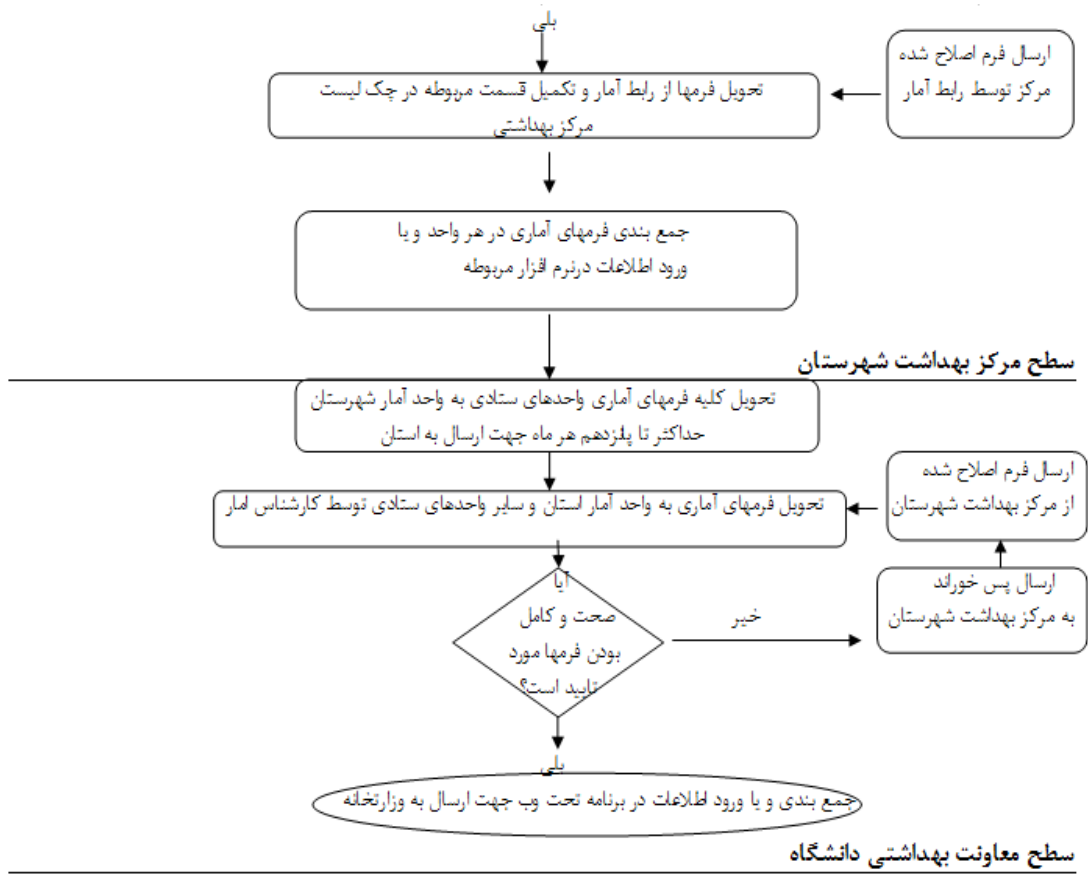 بلی
ارسال فرم اصلاح شده
مرکز توسط رابط آمار
تحویل فرمها از رابط آمار و تکمیل قسمت مربوطه در چک لیست
مرکز بهداشتی
جمع بندی فرمهای آماری در هر واحد و یا
ورود اطلاعات درنرم افزار مربوطه
سطح مرکز بهداشت شهرستان
تحویل کلیه فرمهای آماری واحدهای ستادی به واحد آمار شهرستان
حداکثر تا پانزدهم هر ماه جهت ارسال به استان
ارسال فرم اصلاح شده
از مرکز بهداشت شهرستان
تحویل فرمهای آماری به واحد آمار استان و سایر واحدهای ستادی توسط کارشناس امار
ارسال پس خوراند
به مرکز بهداشت شهرستان
آیا
صحت و کامل
بودن فرمها مورد
تایید است؟
خیر
بلی
جمع بندی و یا ورود اطلاعات در برنامه تحت وب جهت ارسال به وزارتخانه
سطح معاونت بهداشتی دانشگاه